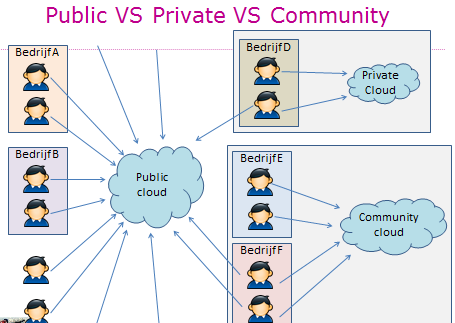 Public VS Private VS Community
BedrijfA
BedrijfD
Private
Cloud
BedrijfB
Public
cloud
BedrijfE
Community
cloud
BedrijfF